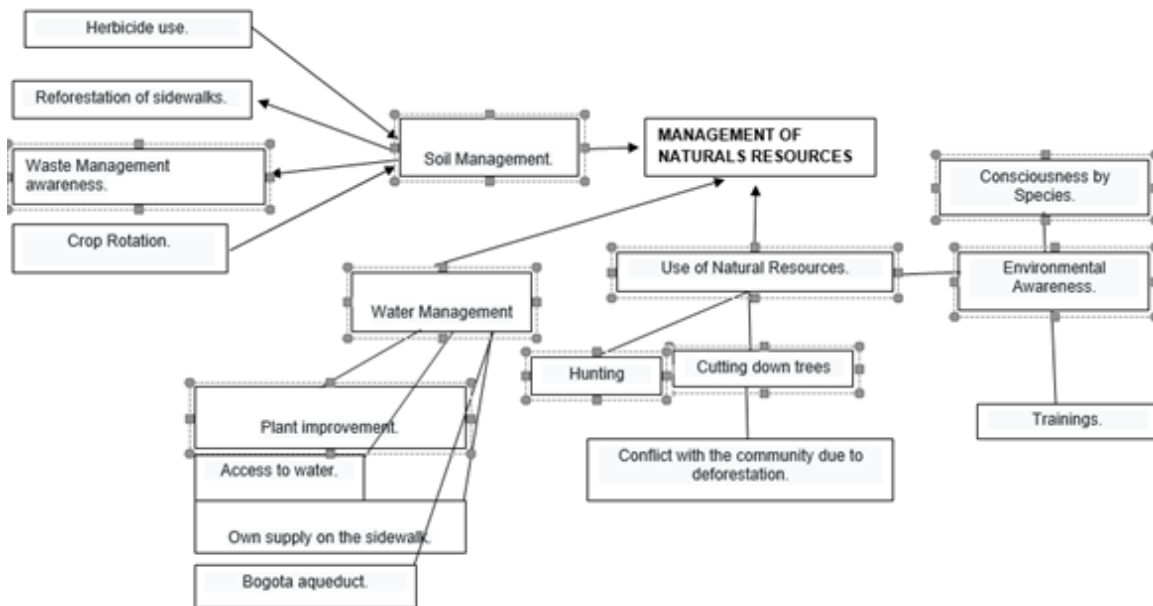 Herbicide use.
Reforestation of sidewalks.
Waste Management
awareness.
Crop Rotation.
Soil Management.
MANAGEMENT OF
NATURALS RESOURCES
Consciousness by
Species.
Use of Natural Resources.
Environmental
Awareness.
Water Management
Hunting
Cutting down trees
Trainings.
Plant improvement.
Access to water.
Own supply on the sidewalk.
Bogota aqueduct.
Conflict with the community due to
deforestation.